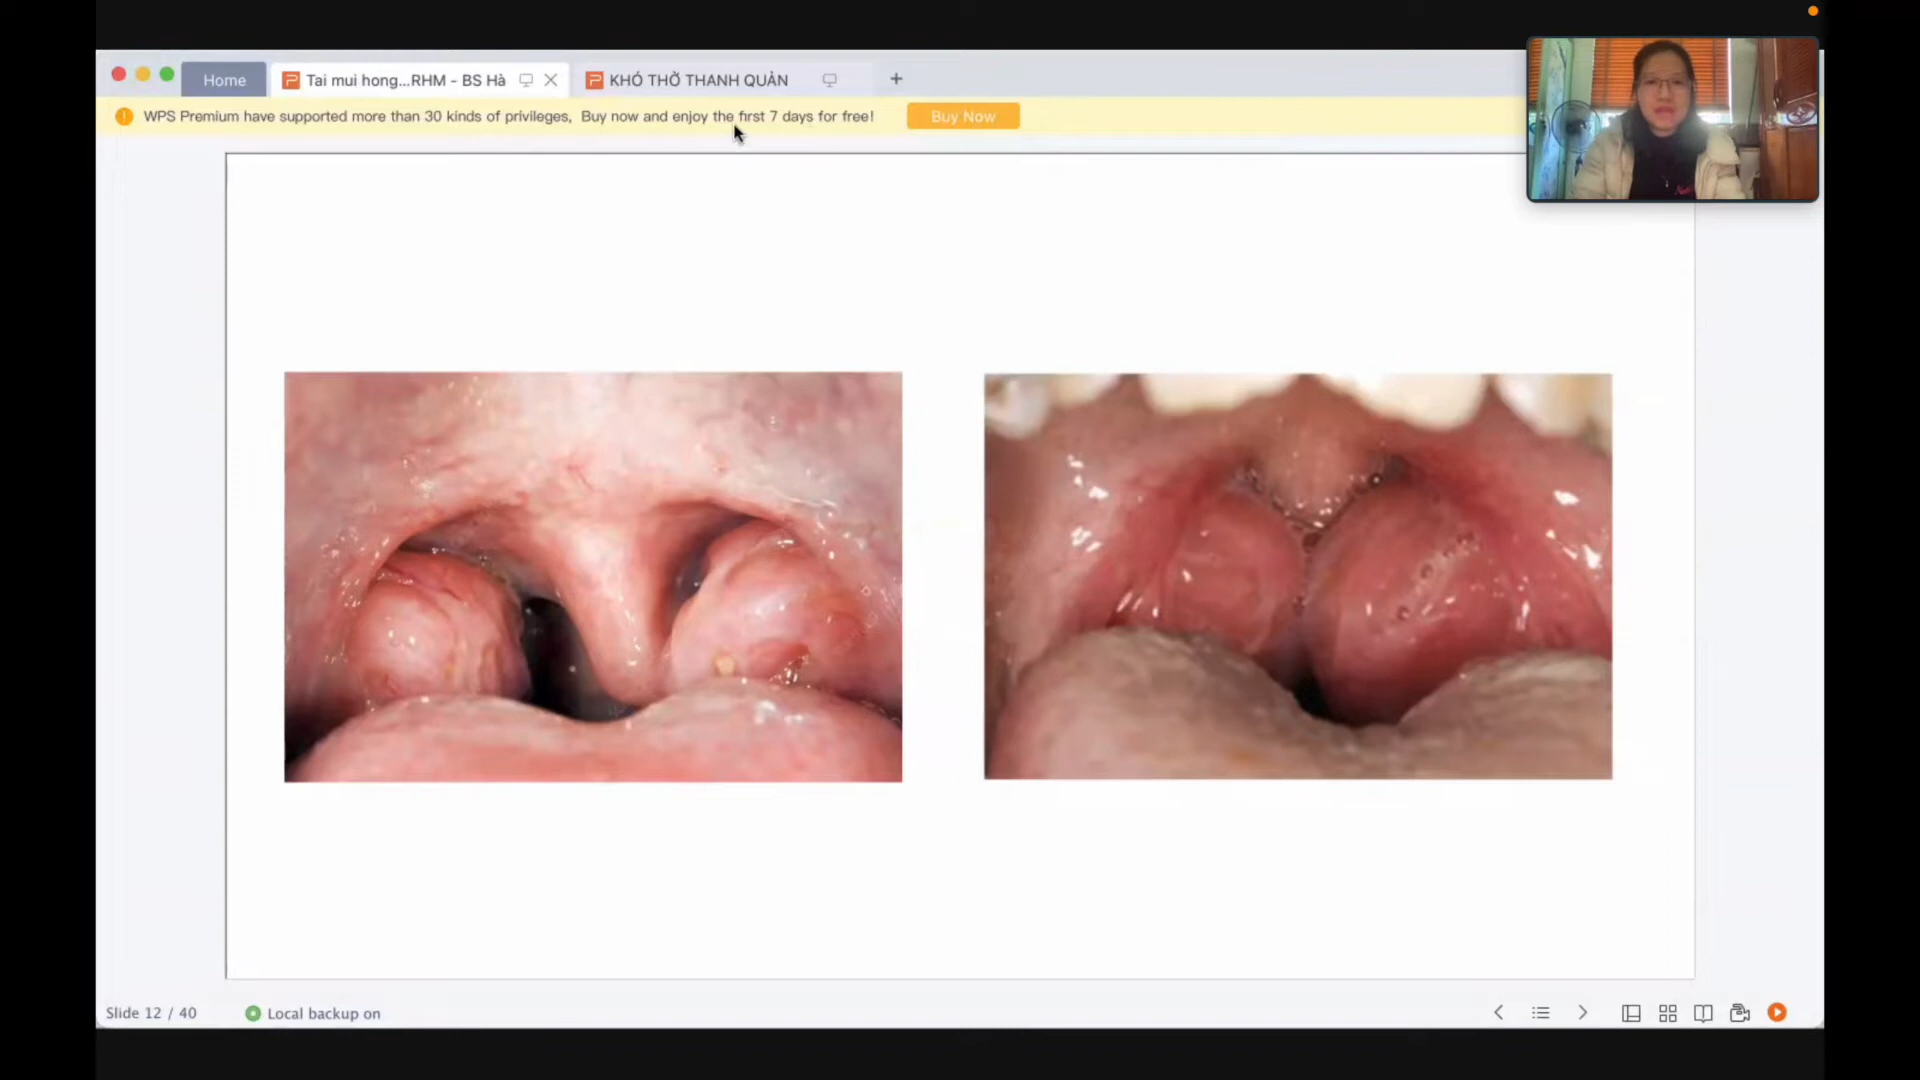 Home
Tai mui hong...RHM - BS Hà
KHÓ THỞ THANH QUẢN
WPS Premium have supported more than 30 kinds of privileges, Buy now and enjoy the first 7 days for free!
Buy Now
Slide 12 / 40
Local backup on